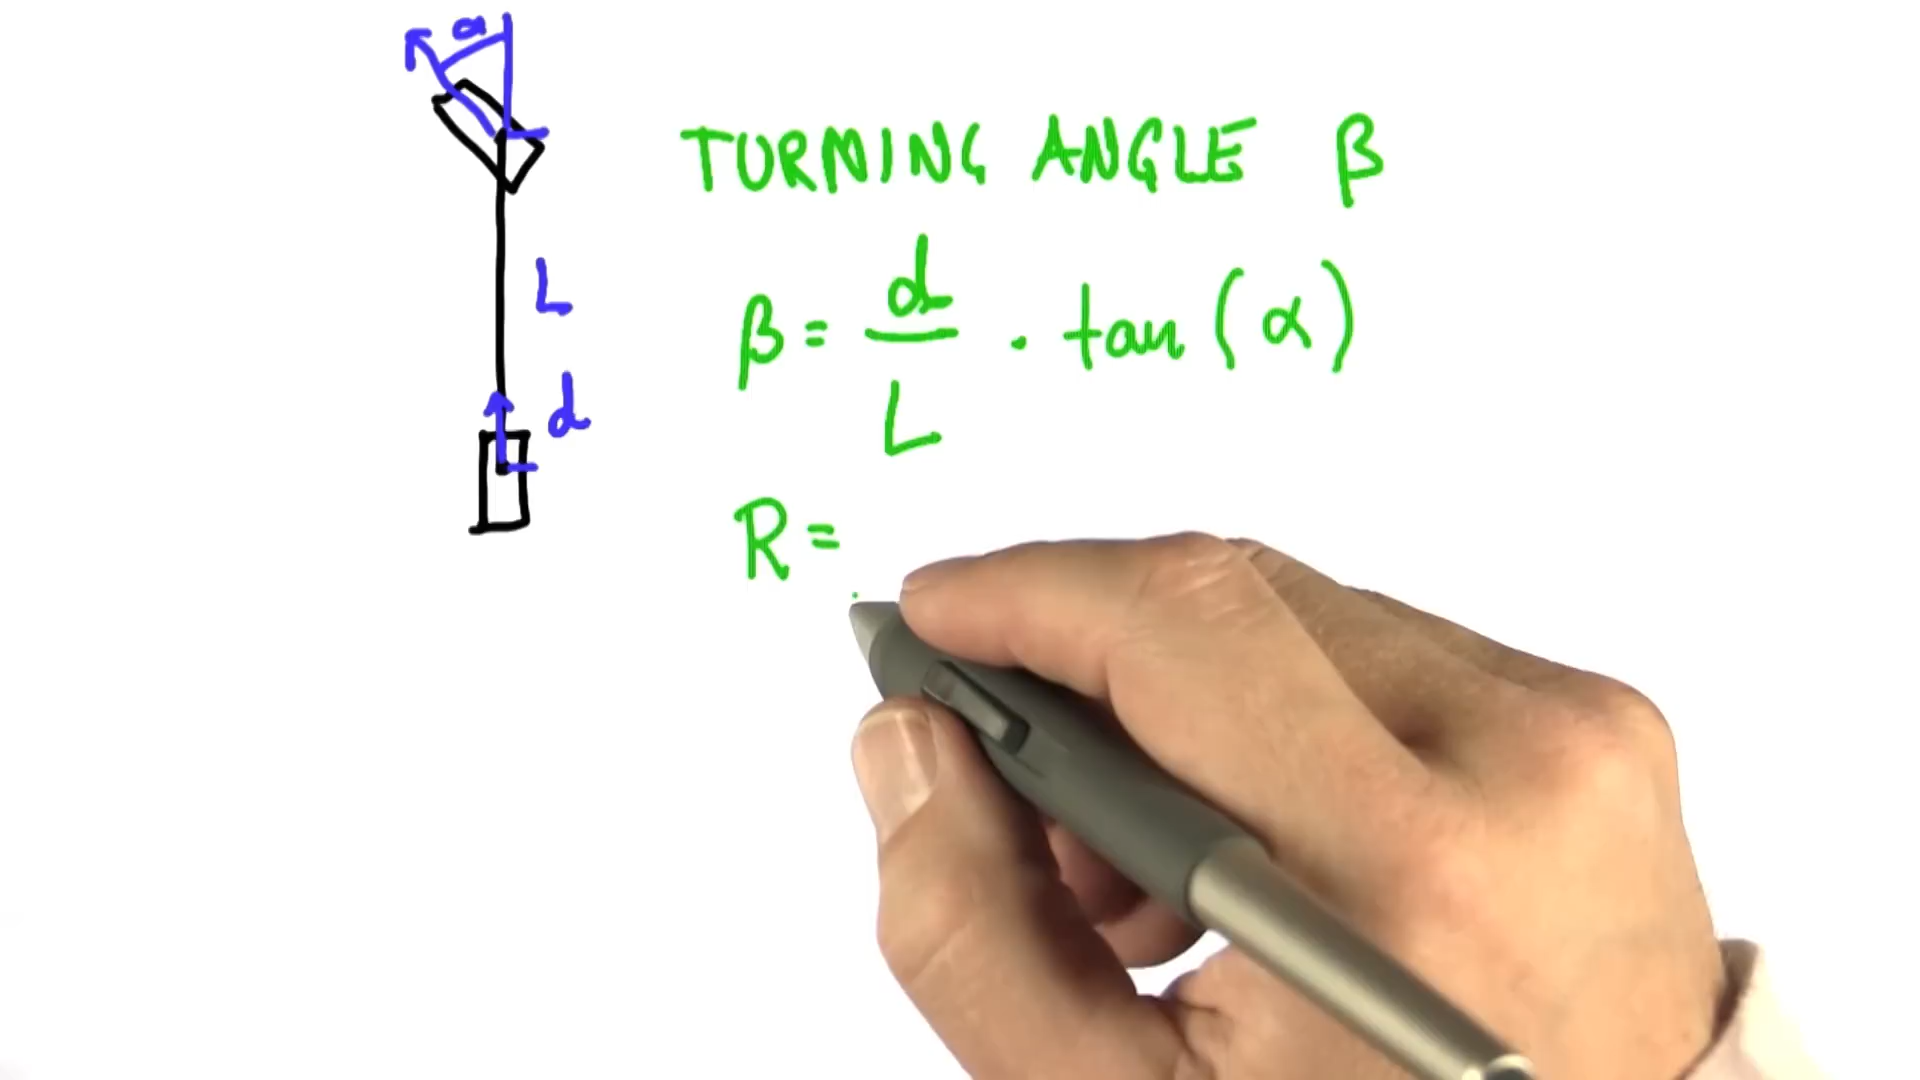 α
TURNING ANGLE β
β = d/L · tan(α)
L
d
R =